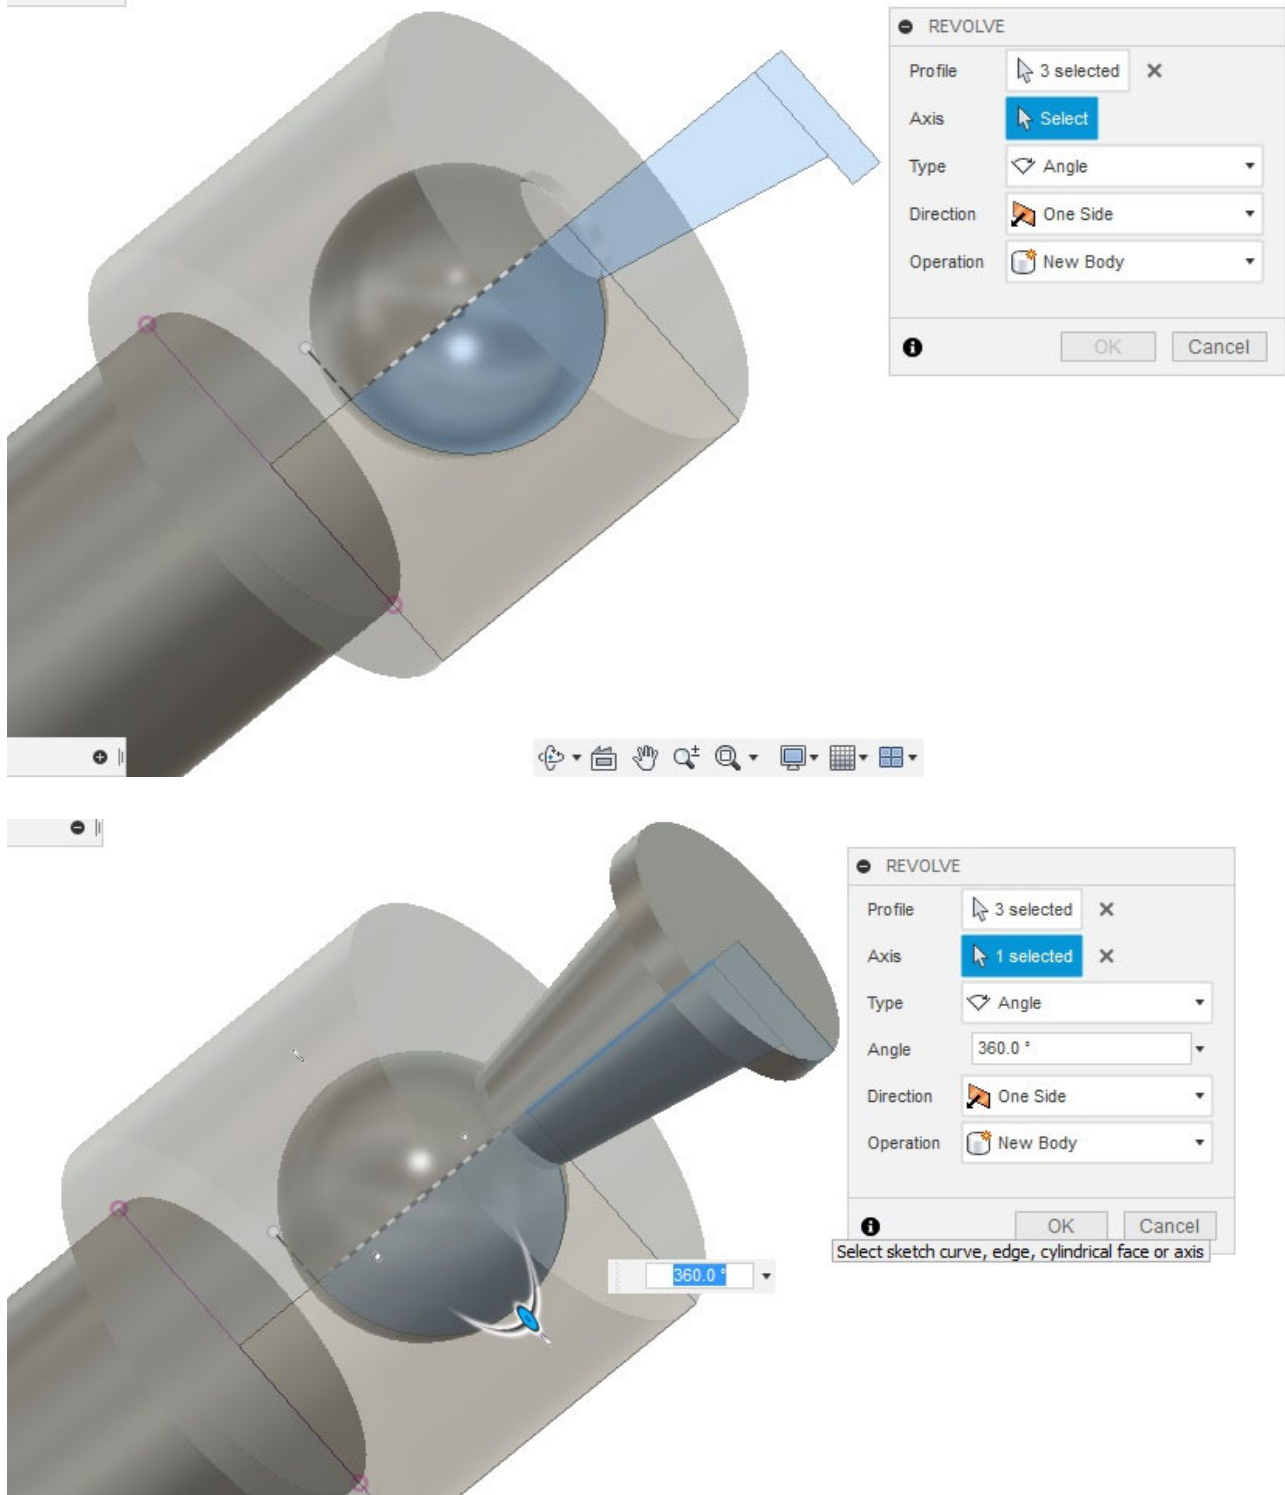 REVOLVE
Profile 3 selected
Axis Select
Type Angle
Direction One Side
Operation New Body
OK Cancel
REVOLVE
Profile 3 selected
Axis 1 selected
Type Angle
Angle 360.0 °
Direction One Side
Operation New Body
OK Cancel
Select sketch curve, edge, cylindrical face or axis
360.0 °